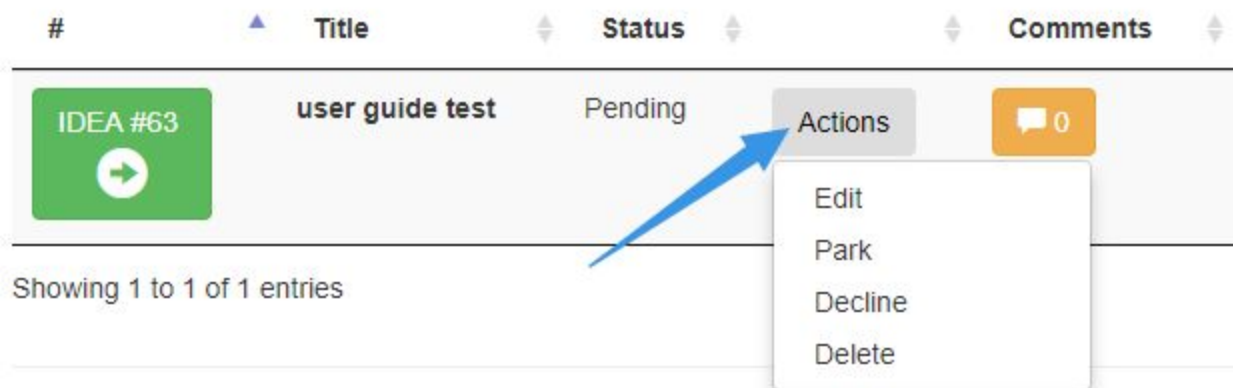 # Title Status Comments
IDEA #63 user guide test Pending Actions 0
Edit
Park
Decline
Delete
Showing 1 to 1 of 1 entries